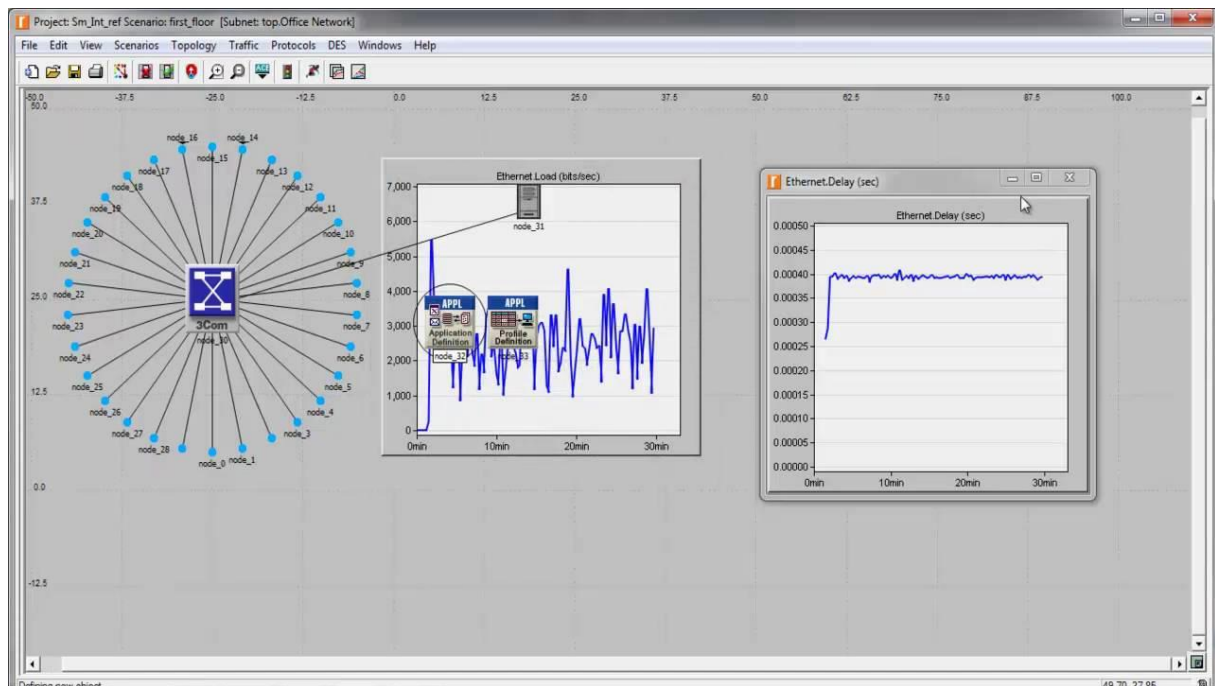 Project: Sm_Int_ref Scenario: first_floor [Subnet: top.Office Network]
File Edit View Scenarios Topology Traffic Protocols DES Windows Help
-50.0 -37.5 -25.0 -12.5 0.0 12.5 25.0 37.5 50.0 62.5 75.0 87.5 100.0
50.0
37.5
25.0
12.5
0.0
-12.5
node_16 node_14
node_15
node_17 node_13
node_18 node_12
node_19 node_11
node_20 node_10
node_21 node_9
node_22 node_8
node_23 node_7
node_24 node_6
node_25 node_5
node_26 node_4
node_27 node_3
node_28 node_0 node_1
3Com
node_30
Ethernet.Load (bits/sec)
7,000
6,000
5,000
4,000
3,000
2,000
1,000
0
0min 10min 20min 30min
node_31
APPL
Application
Definition
node_32
APPL
Profile
Definition
node_33
Ethernet.Delay (sec)
Ethernet.Delay (sec)
0.00050
0.00045
0.00040
0.00035
0.00030
0.00025
0.00020
0.00015
0.00010
0.00005
0.00000
0min 10min 20min 30min
Defining new object